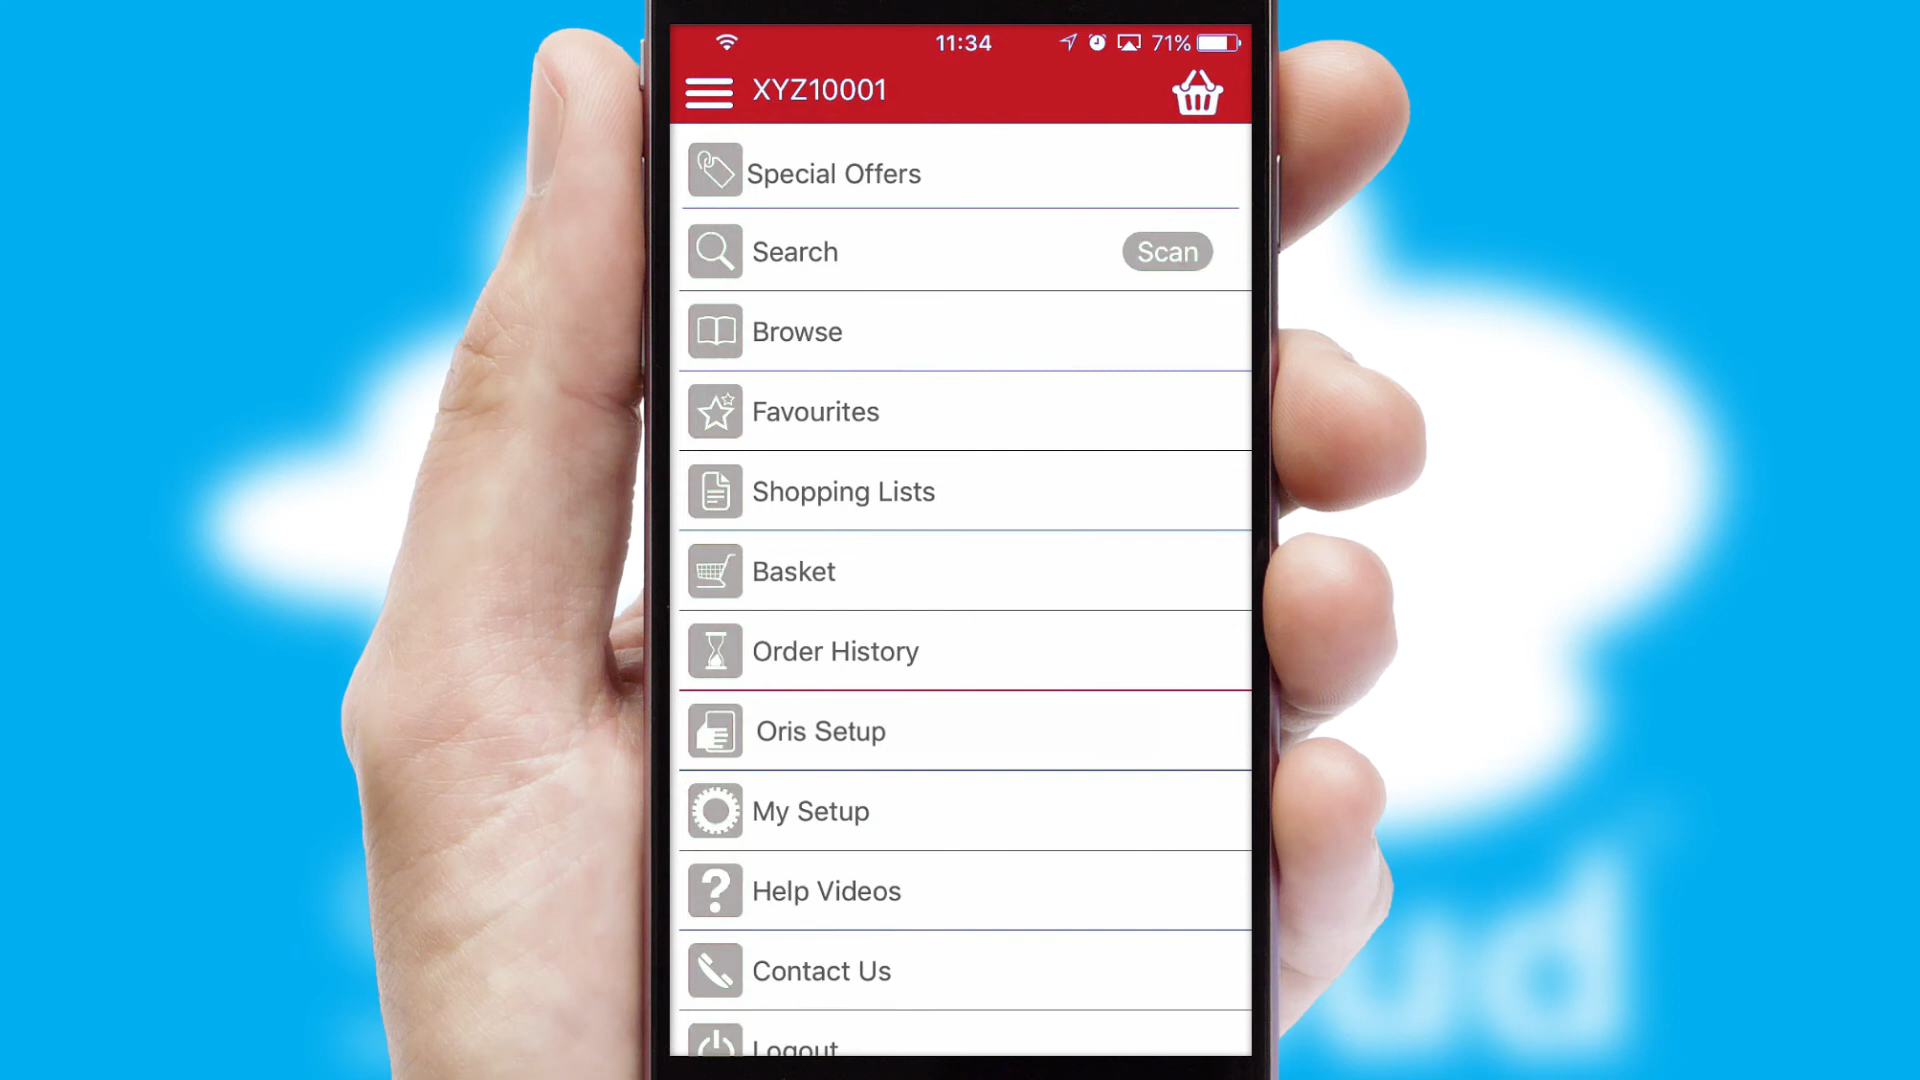 11:34 71%
XYZ10001
Special Offers
Search Scan
Browse
Favourites
Shopping Lists
Basket
Order History
Oris Setup
My Setup
Help Videos
Contact Us
Logout
ud